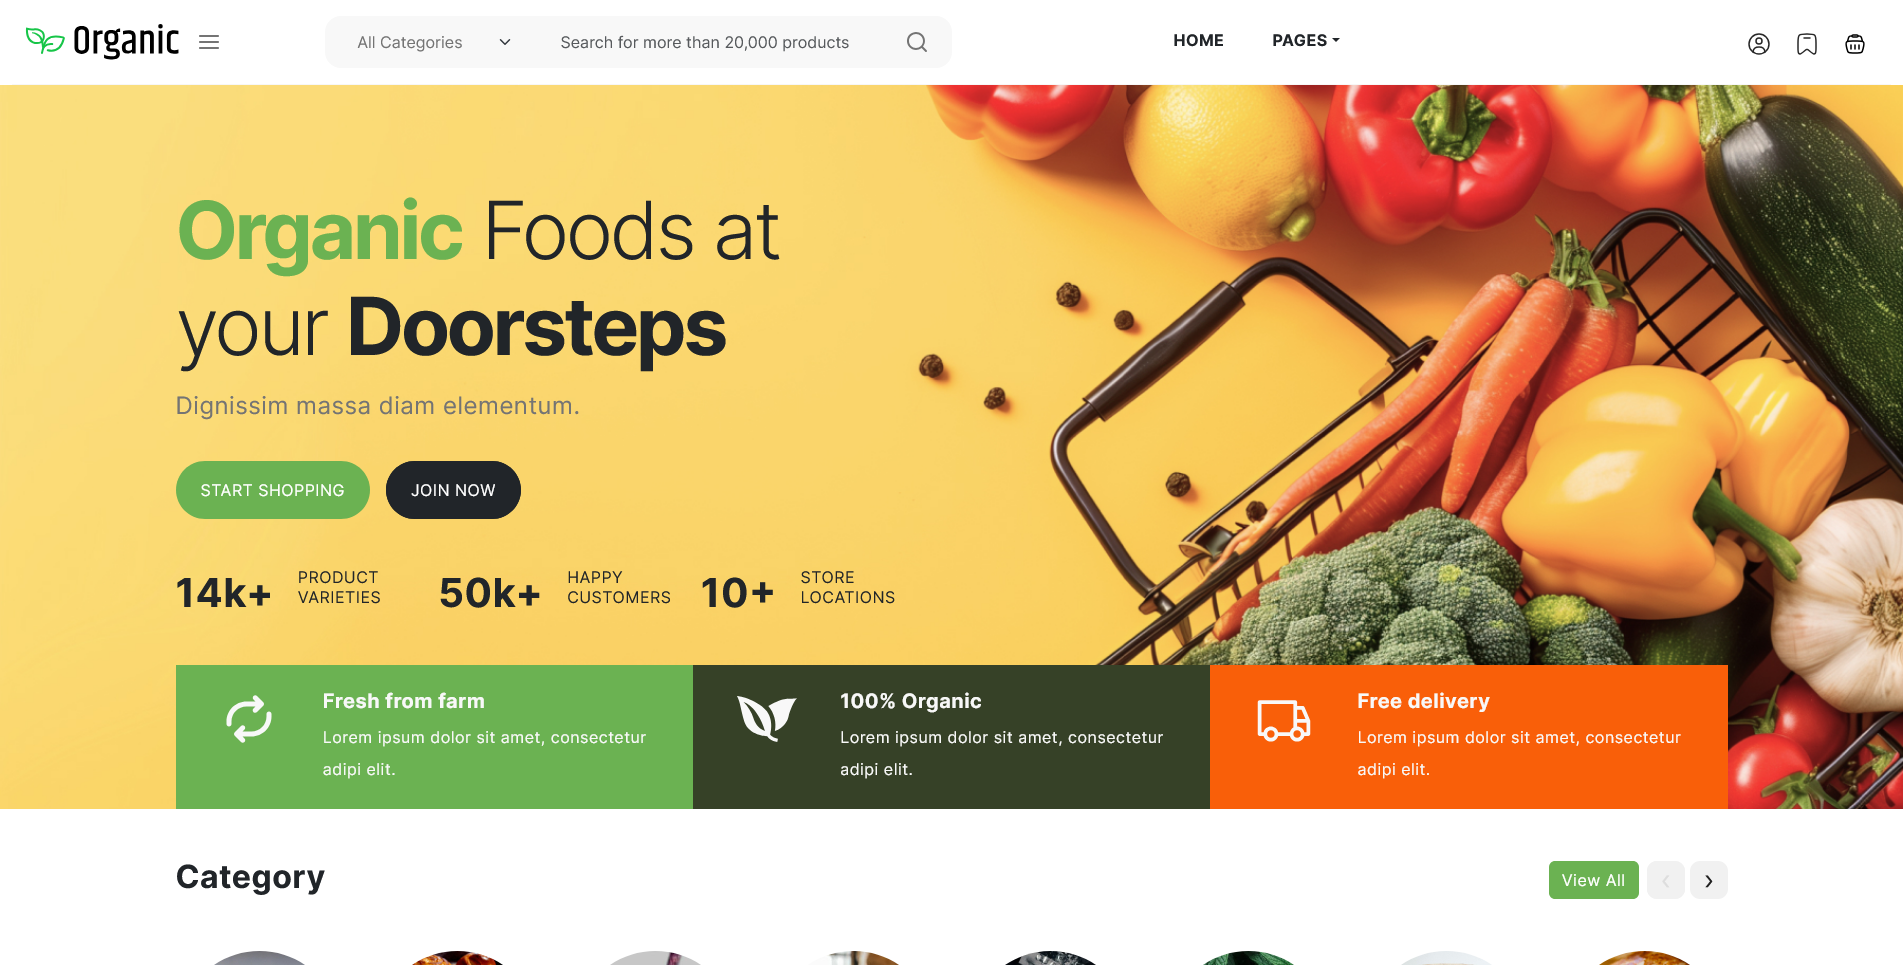 Organic
All Categories
Search for more than 20,000 products
HOME
PAGES
Organic Foods at
your Doorsteps
Dignissim massa diam elementum.
START SHOPPING
JOIN NOW
14k+
PRODUCT
VARIETIES
50k+
HAPPY
CUSTOMERS
10+
STORE
LOCATIONS
Fresh from farm
Lorem ipsum dolor sit amet, consectetur
adipi elit.
100% Organic
Lorem ipsum dolor sit amet, consectetur
adipi elit.
Free delivery
Lorem ipsum dolor sit amet, consectetur
adipi elit.
Category
View All